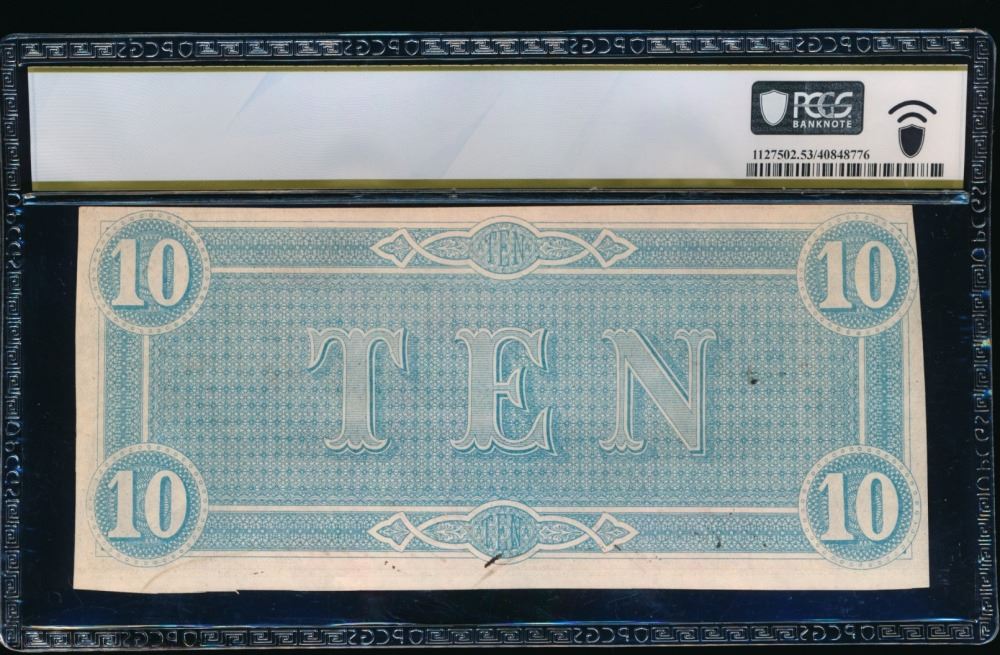 PCGS
BANKNOTE
1127502.53/40848776
10 TEN 10
TEN
10 TEN 10